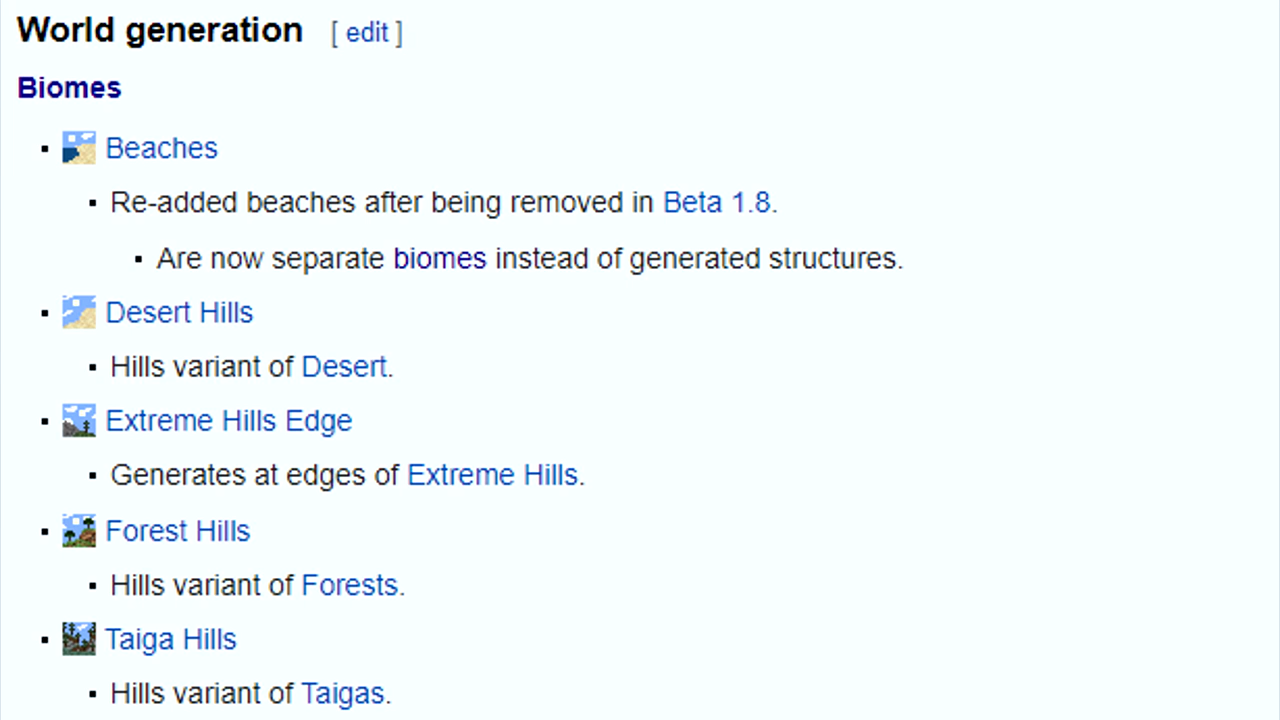 World generation [ edit ]
Biomes
Beaches
Re-added beaches after being removed in Beta 1.8.
Are now separate biomes instead of generated structures.
Desert Hills
Hills variant of Desert.
Extreme Hills Edge
Generates at edges of Extreme Hills.
Forest Hills
Hills variant of Forests.
Taiga Hills
Hills variant of Taigas.